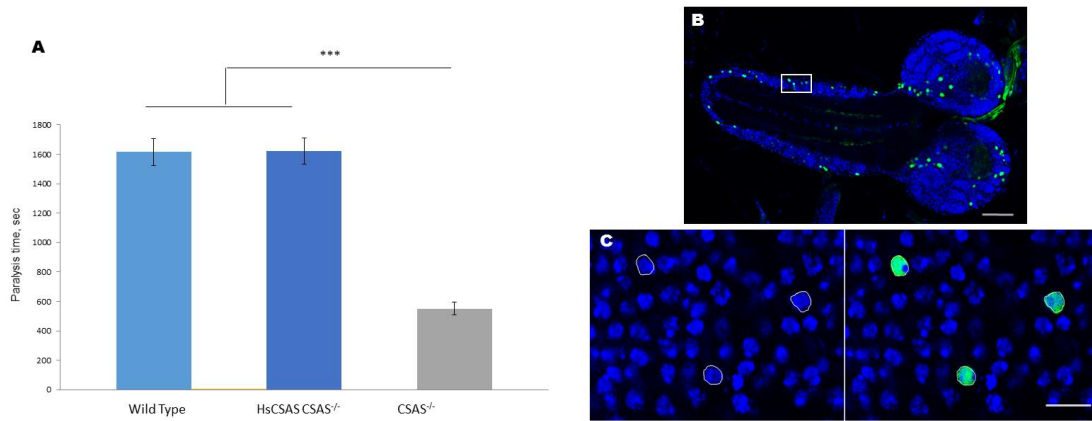 A
***
1800
1600
1400
1200
1000
800
600
400
200
0
Paralysis time, sec
Wild Type
HsCSAS CSAS-/-
CSAS-/-
B
C